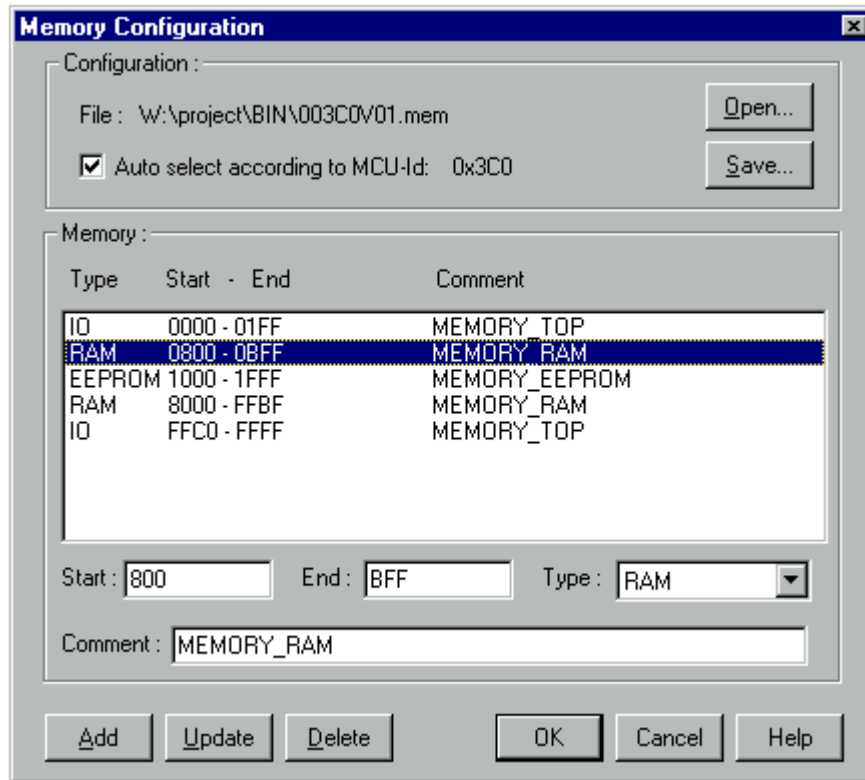 Memory Configuration
Configuration :
File : W:\project\BIN\003C0V01.mem
Open...
Auto select according to MCU-Id: 0x3C0
Save...
Memory :
Type Start - End Comment
IO 0000 - 01FF MEMORY_TOP
RAM 0800 - 0BFF MEMORY_RAM
EEPROM 1000 - 1FFF MEMORY_EEPROM
RAM 8000 - FFBF MEMORY_RAM
IO FFC0 - FFFF MEMORY_TOP
Start : 800 End : BFF Type : RAM
Comment : MEMORY_RAM
Add Update Delete OK Cancel Help